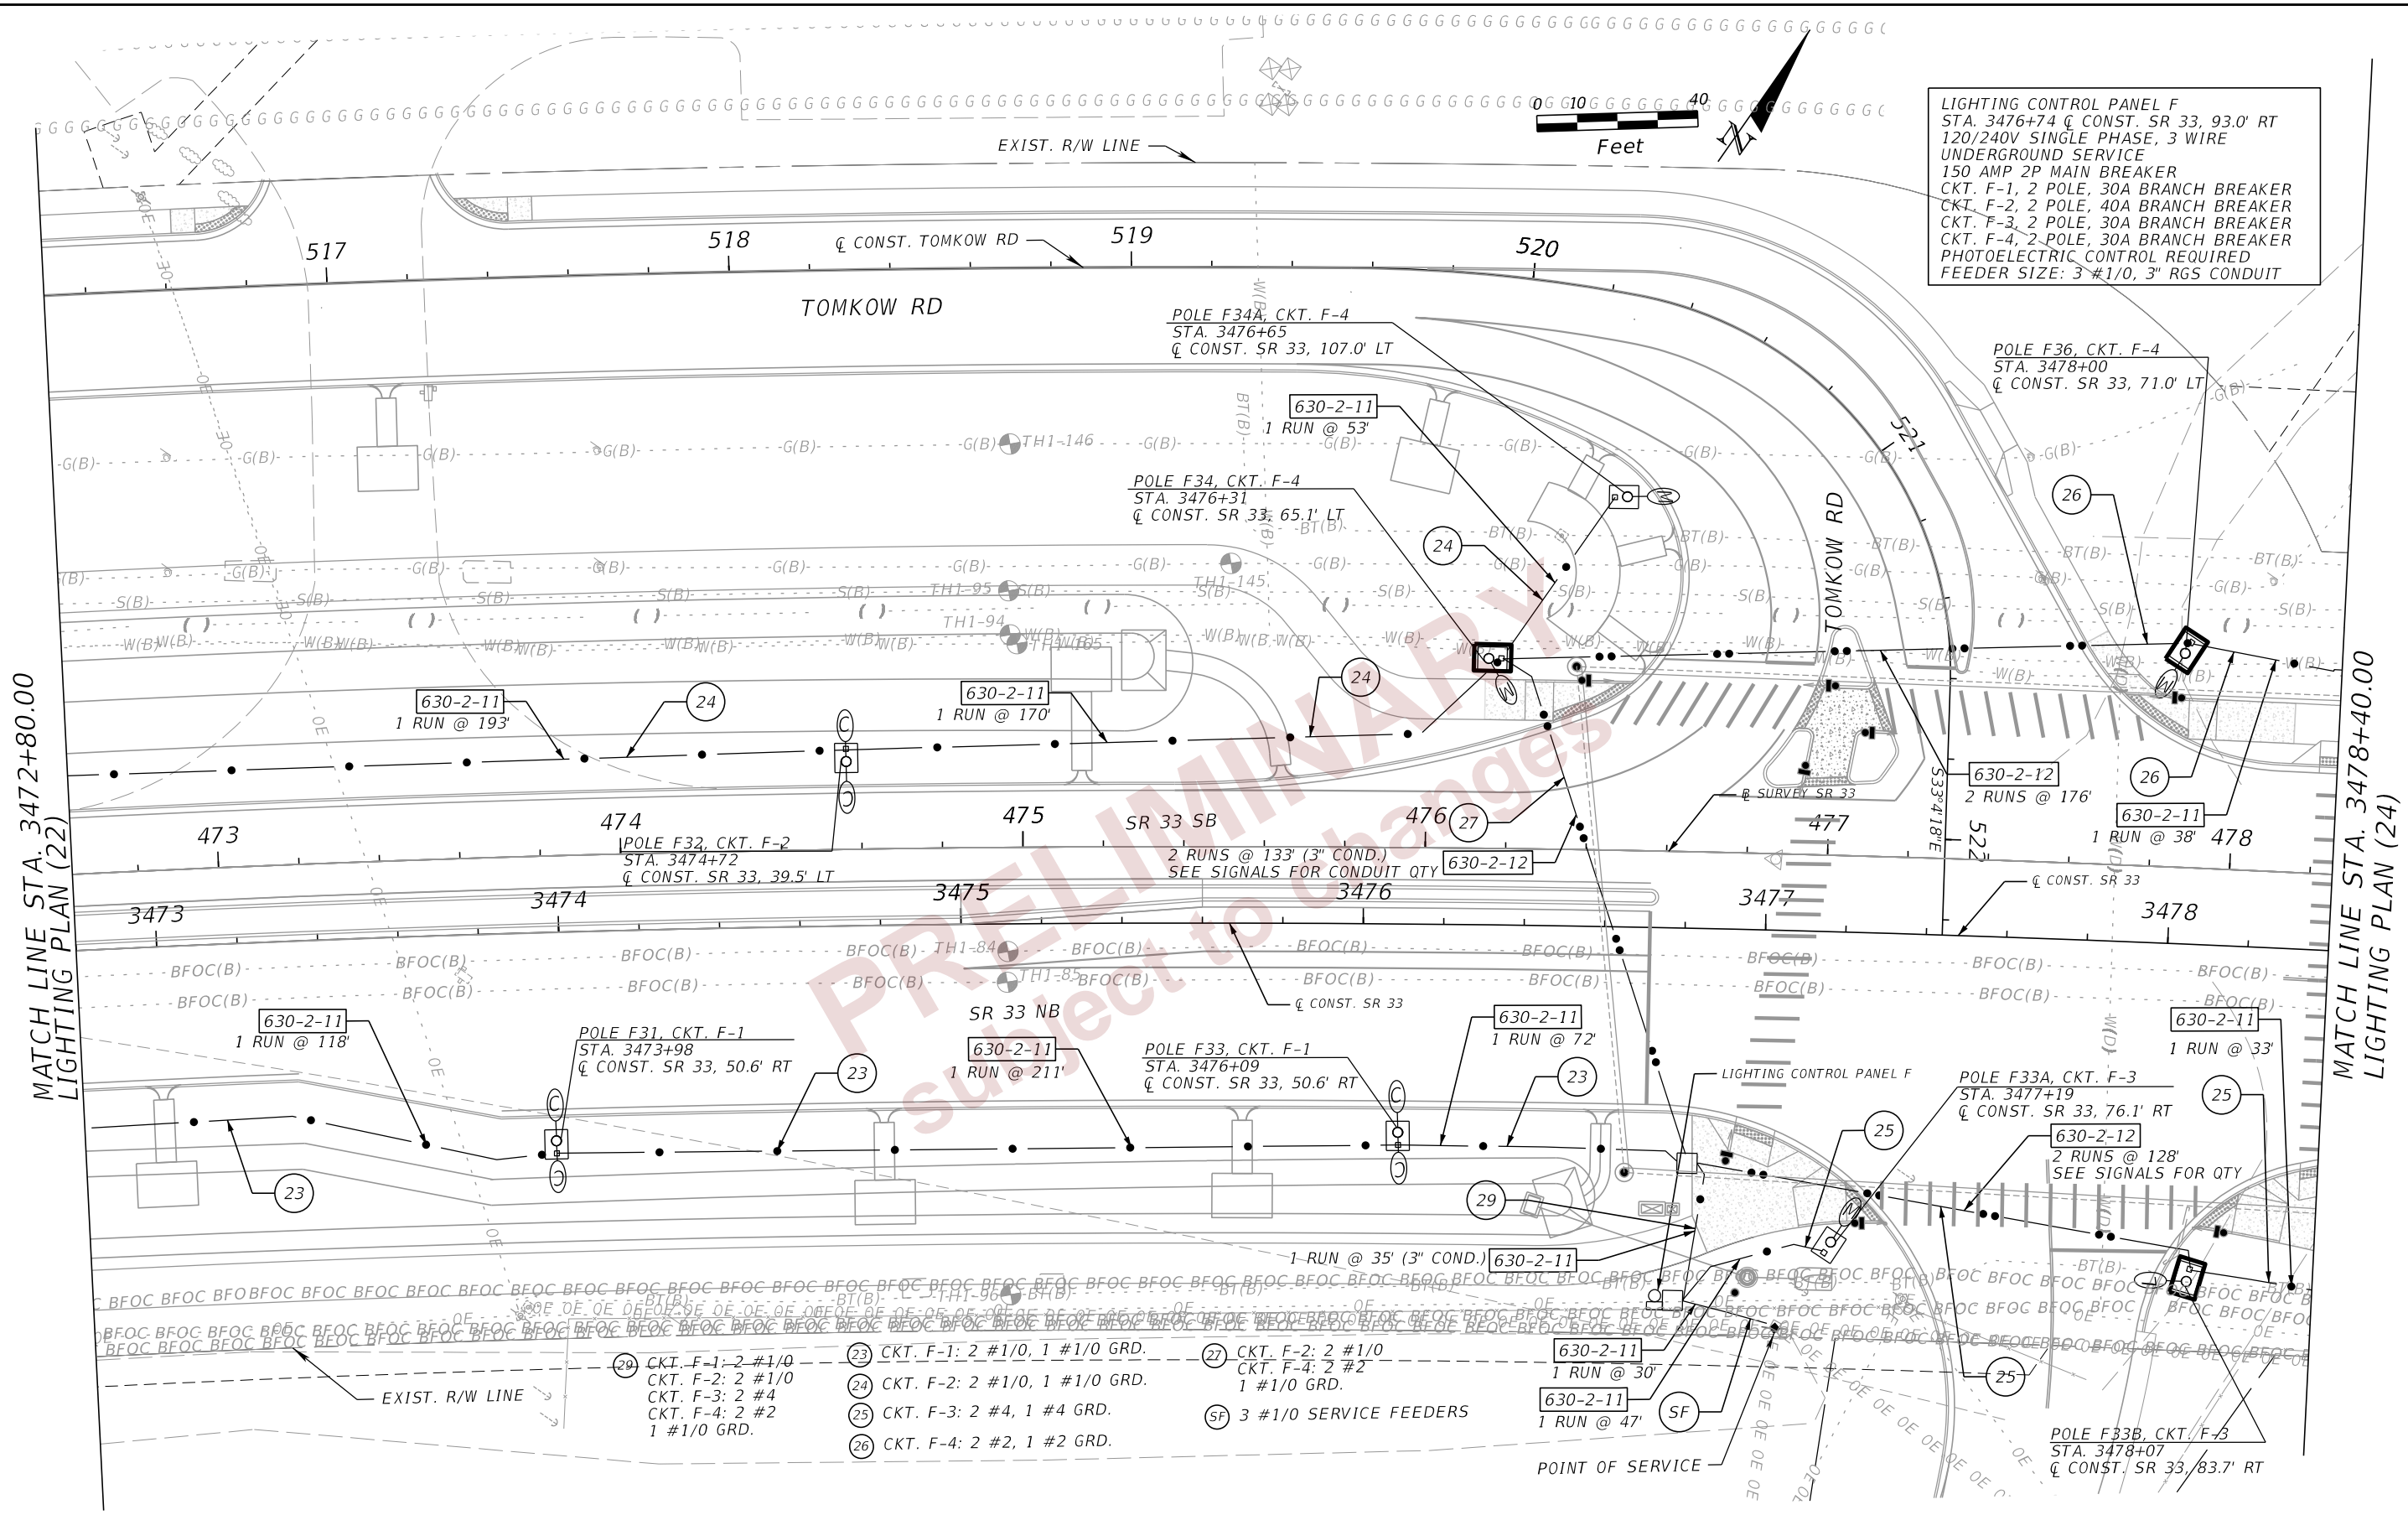 EXIST. R/W LINE
0 10 40
Feet
N
LIGHTING CONTROL PANEL F
STA. 3476+74 ℄ CONST. SR 33, 93.0' RT
120/240V SINGLE PHASE, 3 WIRE
UNDERGROUND SERVICE
150 AMP 2P MAIN BREAKER
CKT. F-1, 2 POLE, 30A BRANCH BREAKER
CKT. F-2, 2 POLE, 40A BRANCH BREAKER
CKT. F-3, 2 POLE, 30A BRANCH BREAKER
CKT. F-4, 2 POLE, 30A BRANCH BREAKER
PHOTOELECTRIC CONTROL REQUIRED
FEEDER SIZE: 3 #1/0, 3" RGS CONDUIT
517
518
℄ CONST. TOMKOW RD
519
520
521
522
TOMKOW RD
POLE F34A, CKT. F-4
STA. 3476+65
℄ CONST. SR 33, 107.0' LT
POLE F36, CKT. F-4
STA. 3478+00
℄ CONST. SR 33, 71.0' LT
630-2-11
1 RUN @ 53'
TH1-146
POLE F34, CKT. F-4
STA. 3476+31
℄ CONST. SR 33, 65.1' LT
24
26
TOMKOW RD
TH1-95
TH1-145
TH1-94
TH1-165
MATCH LINE STA. 3472+80.00
LIGHTING PLAN (22)
630-2-11
1 RUN @ 193'
24
630-2-11
1 RUN @ 170'
24
630-2-12
2 RUNS @ 176'
26
630-2-11
1 RUN @ 38'
S33°4'18"E
MATCH LINE STA. 3478+40.00
LIGHTING PLAN (24)
473
474
475
476
477
478
SR 33 SB
27
℄ SURVEY SR 33
POLE F32, CKT. F-2
STA. 3474+72
℄ CONST. SR 33, 39.5' LT
2 RUNS @ 133' (3" COND.)
SEE SIGNALS FOR CONDUIT QTY
630-2-12
℄ CONST. SR 33
3473
3474
3475
3476
3477
3478
PRELIMINARY
subject to changes
TH1-84
TH1-85
℄ CONST. SR 33
SR 33 NB
630-2-11
1 RUN @ 118'
POLE F31, CKT. F-1
STA. 3473+98
℄ CONST. SR 33, 50.6' RT
23
630-2-11
1 RUN @ 211'
POLE F33, CKT. F-1
STA. 3476+09
℄ CONST. SR 33, 50.6' RT
630-2-11
1 RUN @ 72'
23
LIGHTING CONTROL PANEL F
POLE F33A, CKT. F-3
STA. 3477+19
℄ CONST. SR 33, 76.1' RT
630-2-11
1 RUN @ 33'
25
25
630-2-12
2 RUNS @ 128'
SEE SIGNALS FOR QTY
23
29
1 RUN @ 35' (3" COND.)
630-2-11
TH1-96
EXIST. R/W LINE
29 CKT. F-1: 2 #1/0
CKT. F-2: 2 #1/0
CKT. F-3: 2 #4
CKT. F-4: 2 #2
1 #1/0 GRD.
23 CKT. F-1: 2 #1/0, 1 #1/0 GRD.
24 CKT. F-2: 2 #1/0, 1 #1/0 GRD.
25 CKT. F-3: 2 #4, 1 #4 GRD.
26 CKT. F-4: 2 #2, 1 #2 GRD.
27 CKT. F-2: 2 #1/0
CKT. F-4: 2 #2
1 #1/0 GRD.
SF 3 #1/0 SERVICE FEEDERS
630-2-11
1 RUN @ 30'
630-2-11
1 RUN @ 47'
SF
25
POINT OF SERVICE
POLE F33B, CKT. F-3
STA. 3478+07
℄ CONST. SR 33, 83.7' RT